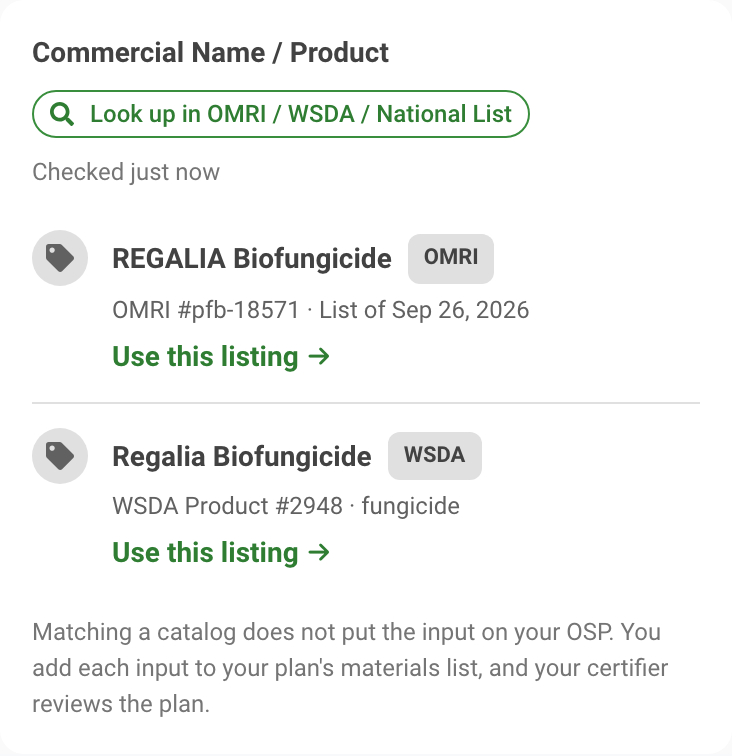 Commercial Name / Product
Look up in OMRI / WSDA / National List
Checked just now
REGALIA Biofungicide OMRI
OMRI #pfb-18571 · List of Sep 26, 2026
Use this listing →
Regalia Biofungicide WSDA
WSDA Product #2948 · fungicide
Use this listing →
Matching a catalog does not put the input on your OSP. You
add each input to your plan's materials list, and your certifier
reviews the plan.